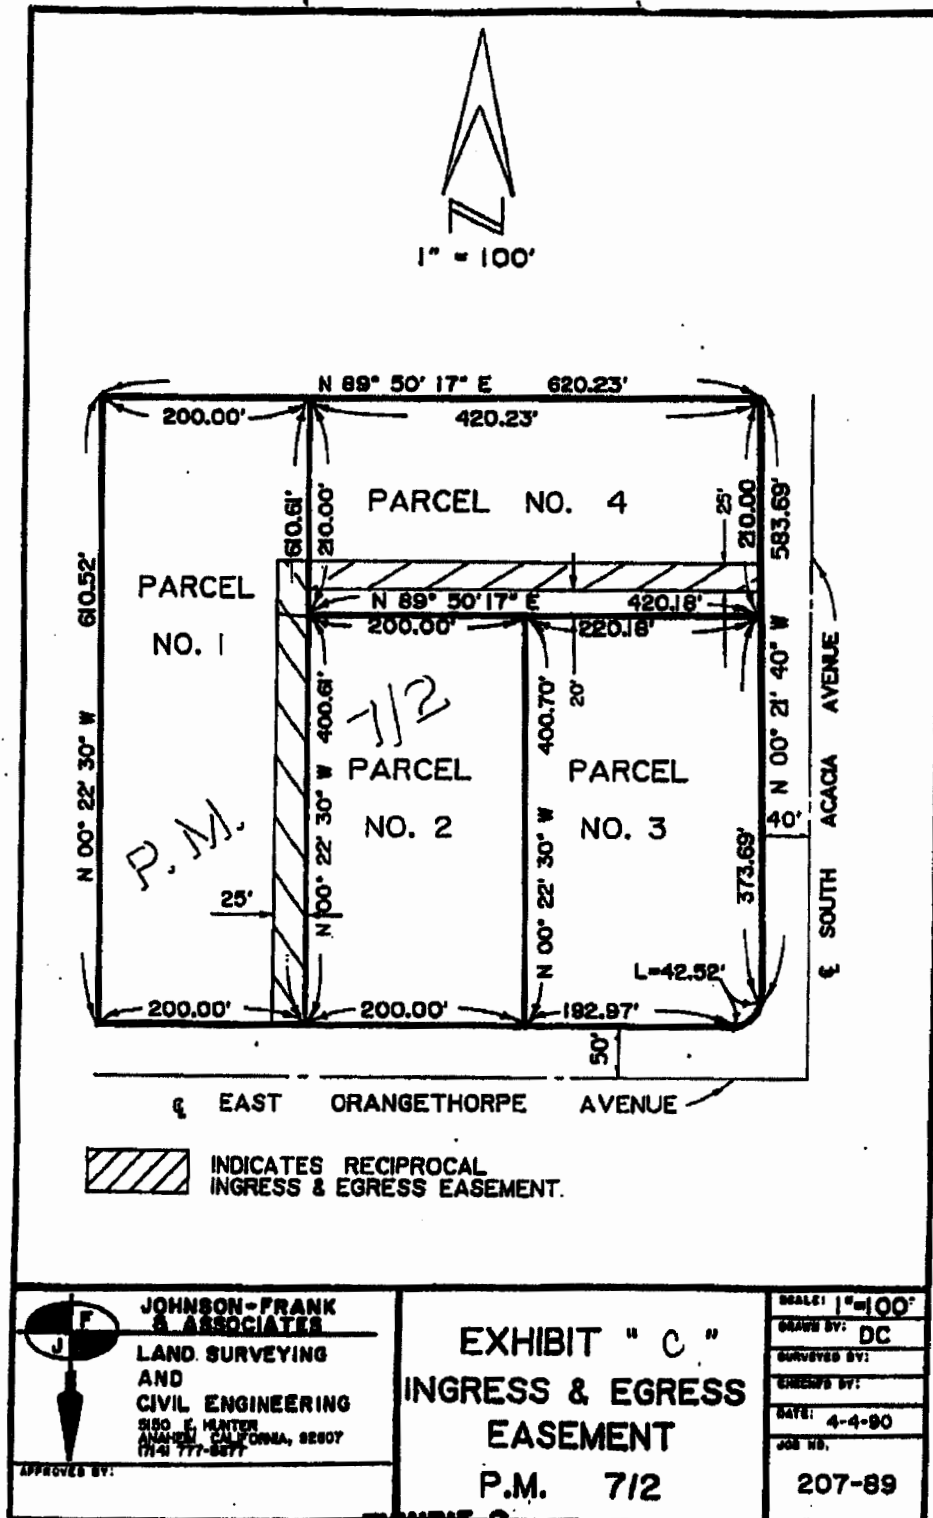 N
1" = 100'
N 89° 50' 17" E 620.23'
200.00' 420.23'
PARCEL NO. 4
610.61'
210.00'
25'
210.00
583.69'
610.52'
PARCEL
NO. 1
N 89° 50' 17" E 420.18'
200.00' 220.18'
20'
400.61'
400.70'
7/2
P.M.
PARCEL
NO. 2
PARCEL
NO. 3
N 00° 22' 30" W
N 00° 22' 30" W
N 00° 22' 30" W
N 00° 21' 40" W
40'
373.69'
25'
L=42.52'
200.00' 200.00' 192.97'
50'
℄ SOUTH ACACIA AVENUE
℄ EAST ORANGETHORPE AVENUE
INDICATES RECIPROCAL
INGRESS & EGRESS EASEMENT.
J F
JOHNSON-FRANK
& ASSOCIATES
LAND SURVEYING
AND
CIVIL ENGINEERING
5150 E. HUNTER
ANAHEIM, CALIFORNIA, 92807
APPROVED BY:
EXHIBIT " C "
INGRESS & EGRESS
EASEMENT
P.M. 7/2
SCALE: 1"=100'
DRAWN BY: DC
SURVEYED BY:
CHECKED BY:
DATE: 4-4-90
JOB NO.
207-89